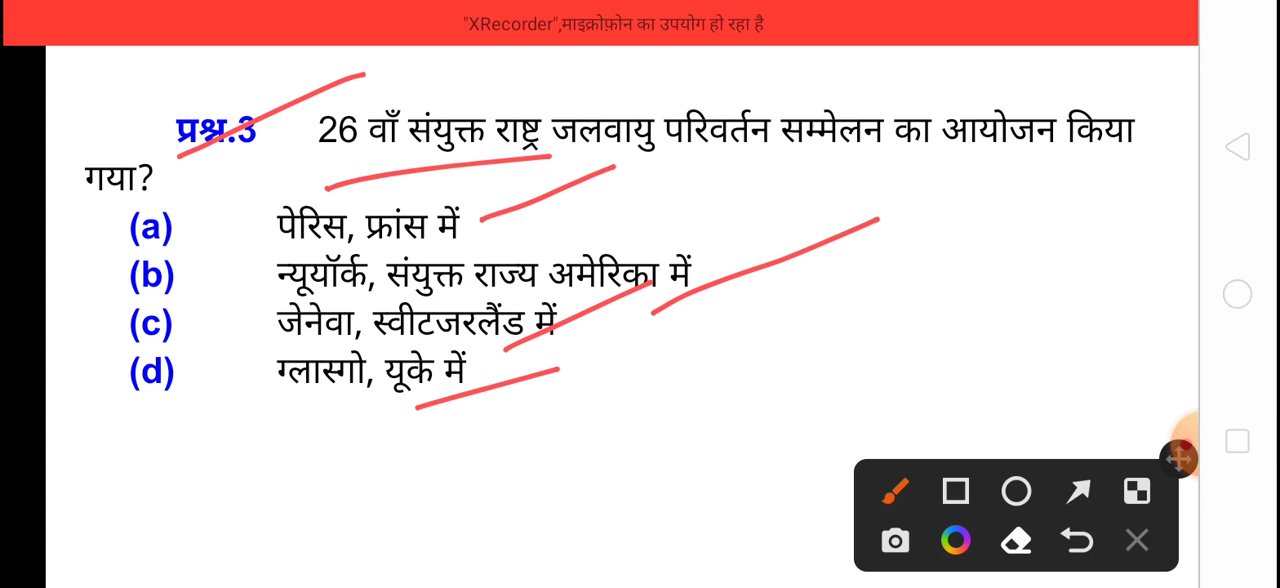 "XRecorder",माइक्रोफ़ोन का उपयोग हो रहा है
प्रश्न.3 26 वाँ संयुक्त राष्ट्र जलवायु परिवर्तन सम्मेलन का आयोजन किया
गया?
(a) पेरिस, फ्रांस में
(b) न्यूयॉर्क, संयुक्त राज्य अमेरिका में
(c) जेनेवा, स्वीटजरलैंड में
(d) ग्लास्गो, यूके में